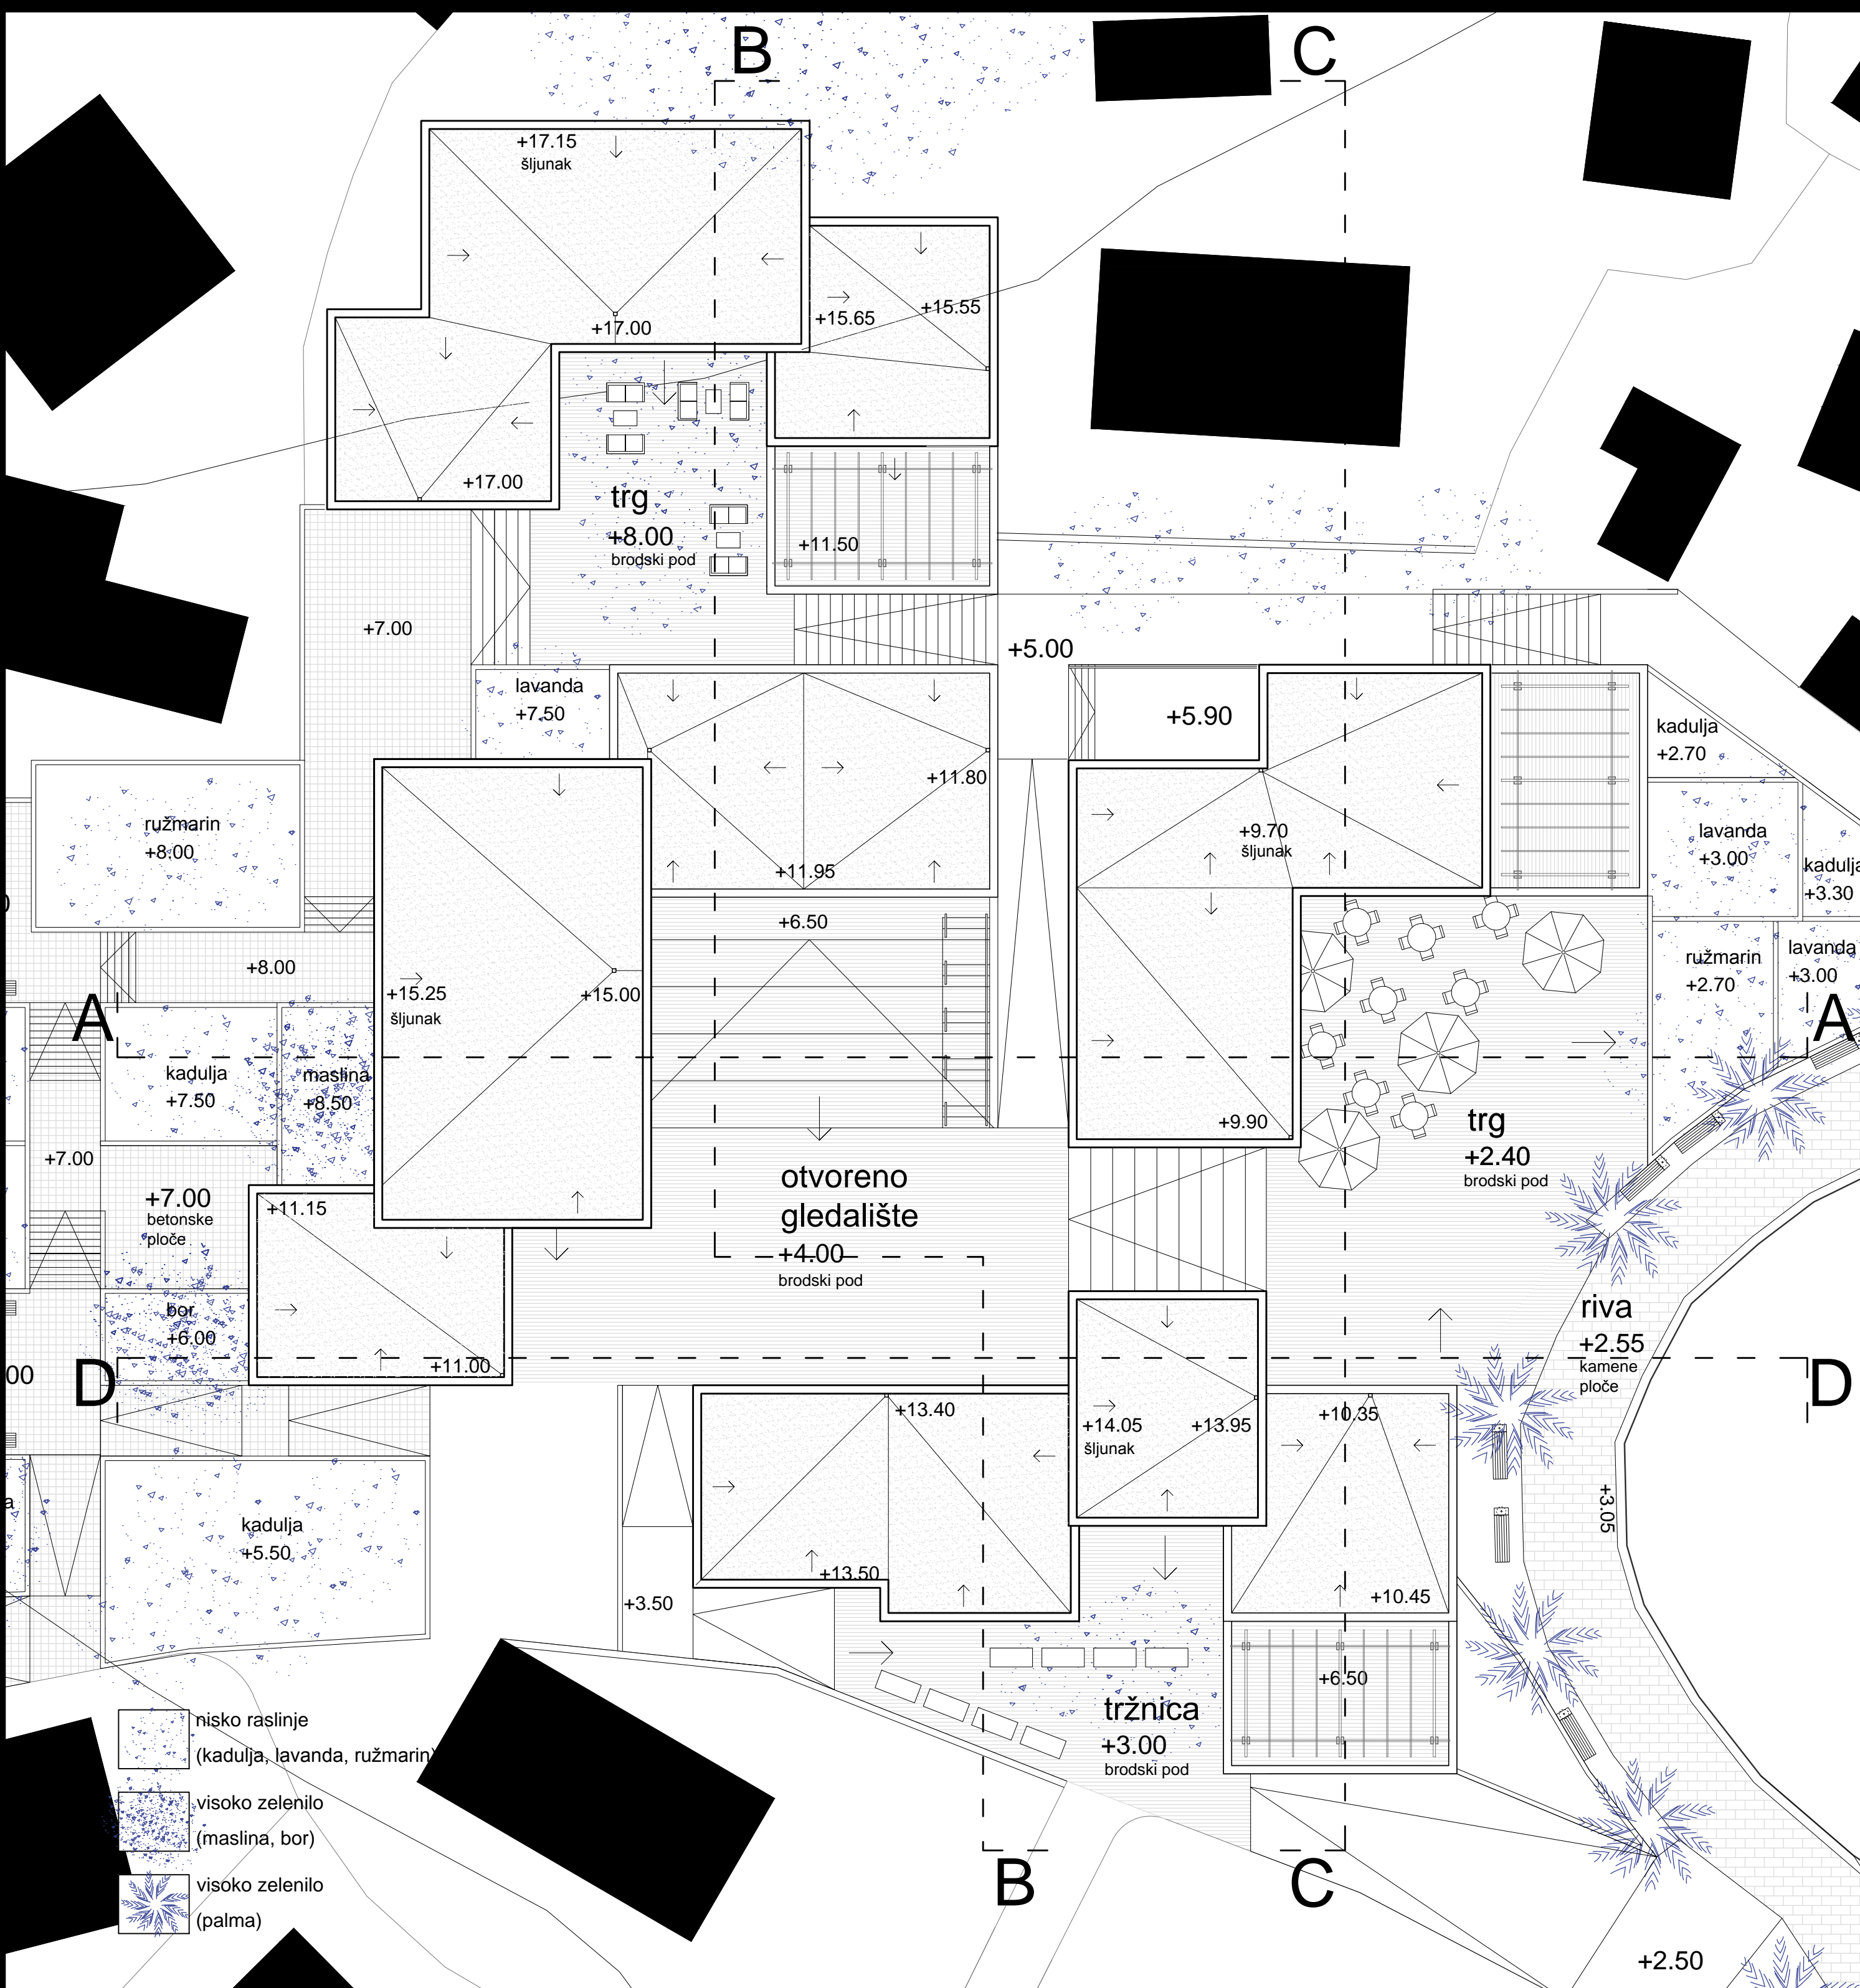 B
C
+17.15
šljunak
+15.55
+15.65
+17.00
+17.00
trg
+8.00
brodski pod
+11.50
+7.00
+5.00
lavanda
+7.50
+5.90
kadulja
+2.70
+11.80
ružmarin
+8.00
+9.70
šljunak
lavanda
+3.00
kadulja
+3.30
+11.95
+6.50
+8.00
ružmarin
+2.70
lavanda
+3.00
+15.25
šljunak
+15.00
A
A
kadulja
+7.50
maslina
+8.50
+9.90
trg
+2.40
brodski pod
+7.00
+7.00
betonske
ploče
+11.15
otvoreno
gledalište
+4.00
brodski pod
bor
+6.00
+11.00
riva
+2.55
kamene
ploče
00
D
D
+13.40
+14.05
šljunak
+13.95
+10.35
+3.05
a
kadulja
+5.50
+13.50
+3.50
+10.45
+6.50
tržnica
+3.00
brodski pod
nisko raslinje
(kadulja, lavanda, ružmarin)
visoko zelenilo
(maslina, bor)
visoko zelenilo
(palma)
B
C
+2.50